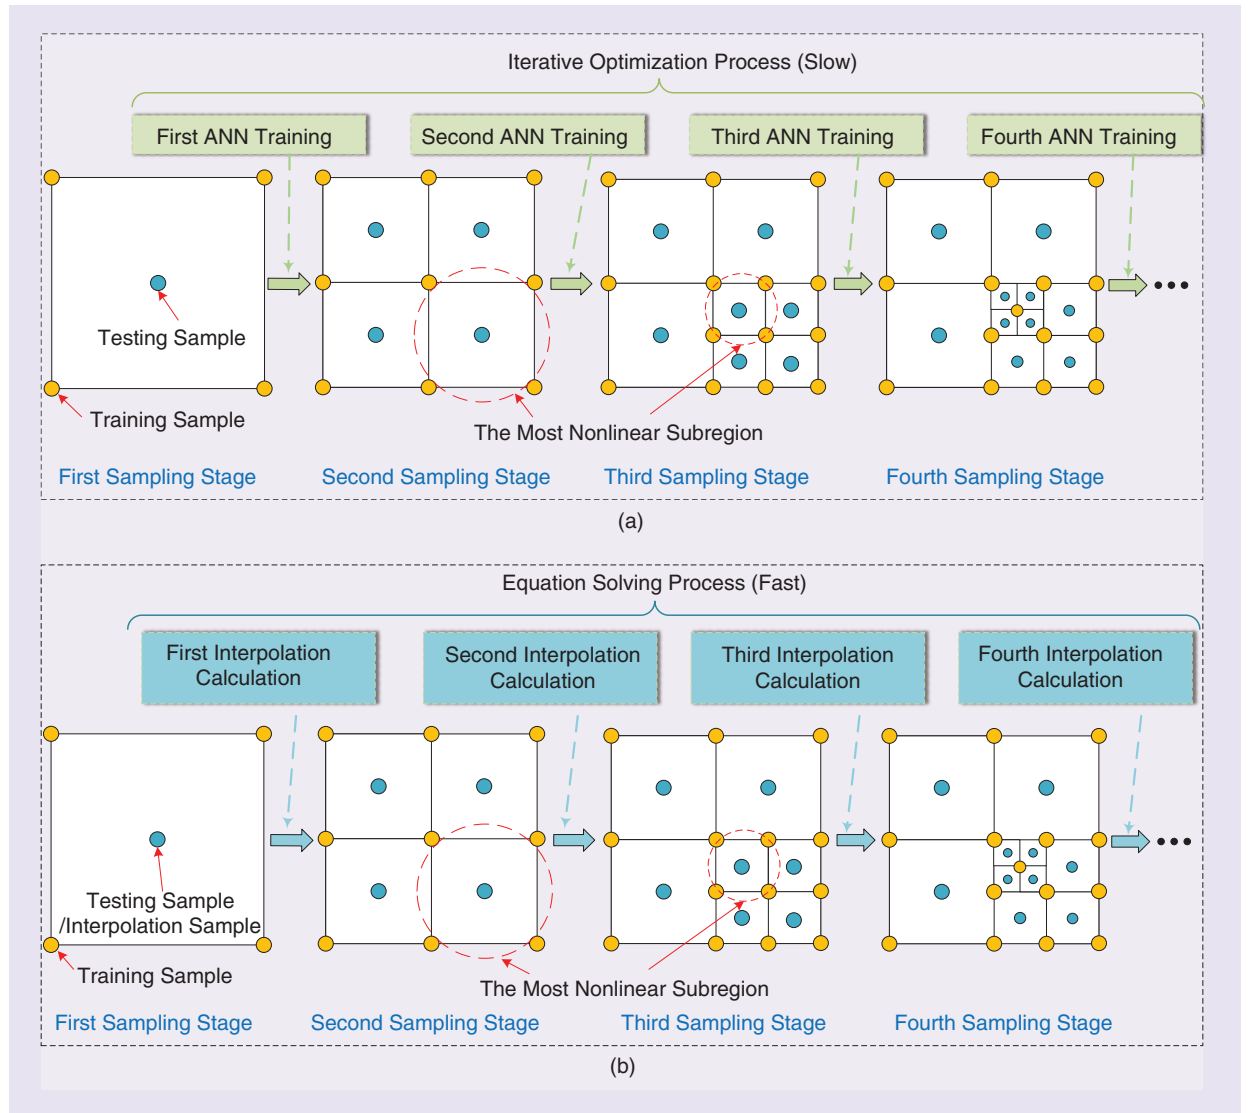 Iterative Optimization Process (Slow)
First ANN Training
Second ANN Training
Third ANN Training
Fourth ANN Training
Testing Sample
Training Sample
The Most Nonlinear Subregion
First Sampling Stage
Second Sampling Stage
Third Sampling Stage
Fourth Sampling Stage
(a)
Equation Solving Process (Fast)
First Interpolation
Calculation
Second Interpolation
Calculation
Third Interpolation
Calculation
Fourth Interpolation
Calculation
Testing Sample
/Interpolation Sample
Training Sample
The Most Nonlinear Subregion
First Sampling Stage
Second Sampling Stage
Third Sampling Stage
Fourth Sampling Stage
(b)